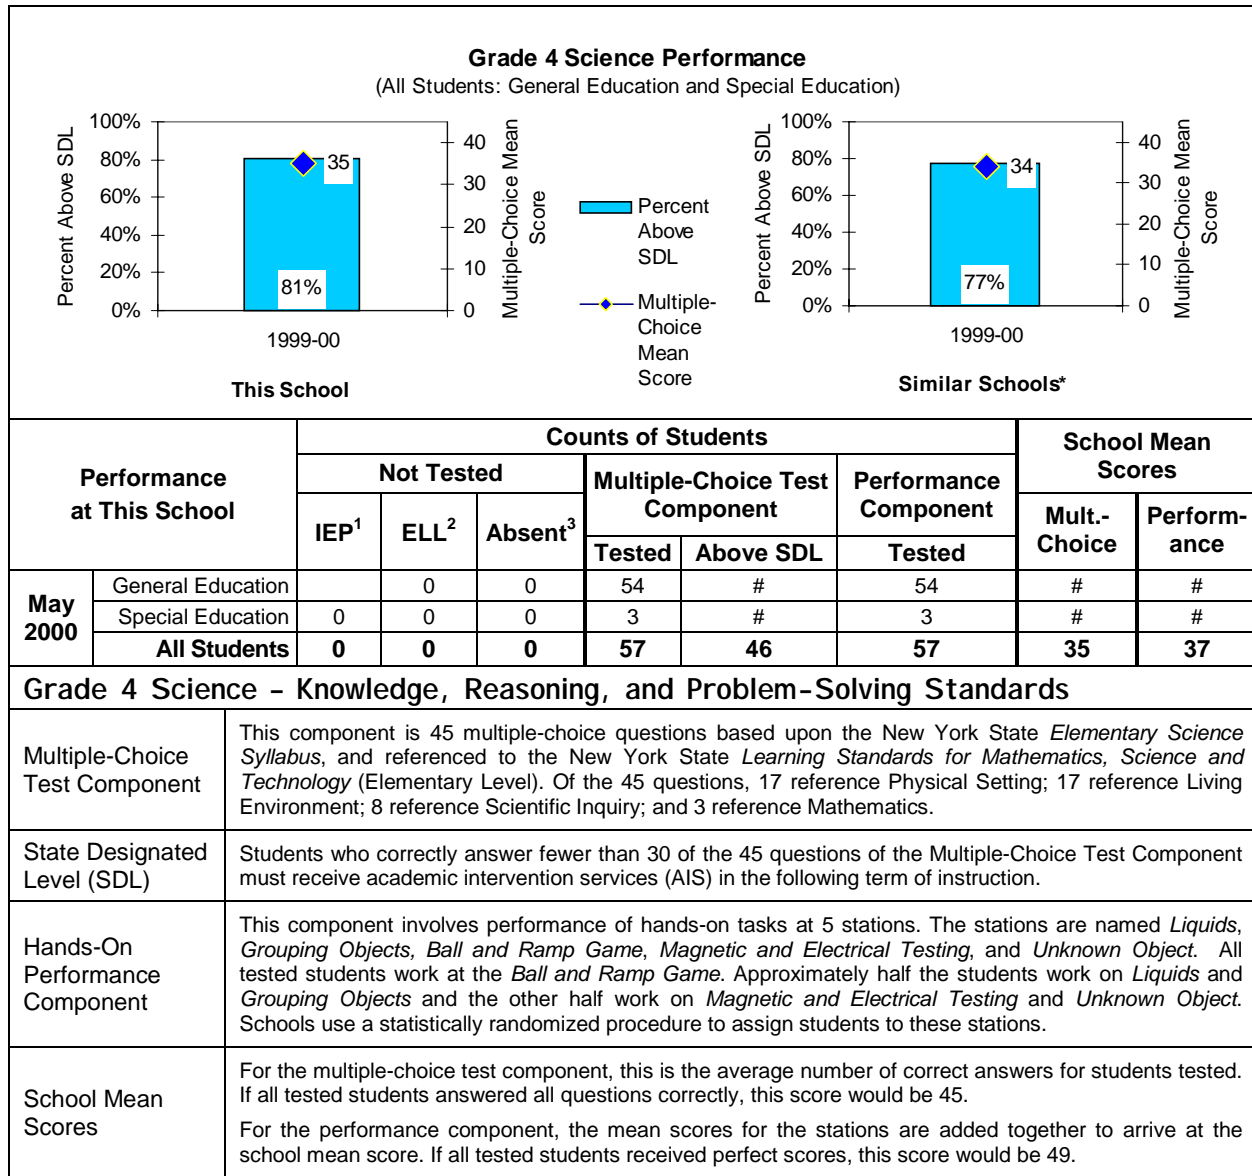 Grade 4 Science Performance
(All Students: General Education and Special Education)
Percent Above SDL
100%
80%
60%
40%
20%
0%
35
81%
40
30
20
10
0
Multiple-Choice Mean
Score
1999-00
This School
Percent
Above
SDL
Multiple-
Choice
Mean
Score
Percent Above SDL
100%
80%
60%
40%
20%
0%
34
77%
40
30
20
10
0
Multiple-Choice Mean
Score
1999-00
Similar Schools*
Performance
at This School
Counts of Students
School Mean
Scores
Not Tested
Multiple-Choice Test
Component
Performance
Component
IEP1
ELL2
Absent3
Mult.-
Choice
Perform-
ance
Tested Above SDL Tested
May
2000
General Education 0 0 54 # 54 # #
Special Education 0 0 0 3 # 3 # #
All Students 0 0 0 57 46 57 35 37
Grade 4 Science – Knowledge, Reasoning, and Problem-Solving Standards
Multiple-Choice
Test Component
This component is 45 multiple-choice questions based upon the New York State Elementary Science
Syllabus, and referenced to the New York State Learning Standards for Mathematics, Science and
Technology (Elementary Level). Of the 45 questions, 17 reference Physical Setting; 17 reference Living
Environment; 8 reference Scientific Inquiry; and 3 reference Mathematics.
State Designated
Level (SDL)
Students who correctly answer fewer than 30 of the 45 questions of the Multiple-Choice Test Component
must receive academic intervention services (AIS) in the following term of instruction.
Hands-On
Performance
Component
This component involves performance of hands-on tasks at 5 stations. The stations are named Liquids,
Grouping Objects, Ball and Ramp Game, Magnetic and Electrical Testing, and Unknown Object. All
tested students work at the Ball and Ramp Game. Approximately half the students work on Liquids and
Grouping Objects and the other half work on Magnetic and Electrical Testing and Unknown Object.
Schools use a statistically randomized procedure to assign students to these stations.
School Mean
Scores
For the multiple-choice test component, this is the average number of correct answers for students tested.
If all tested students answered all questions correctly, this score would be 45.
For the performance component, the mean scores for the stations are added together to arrive at the
school mean score. If all tested students received perfect scores, this score would be 49.